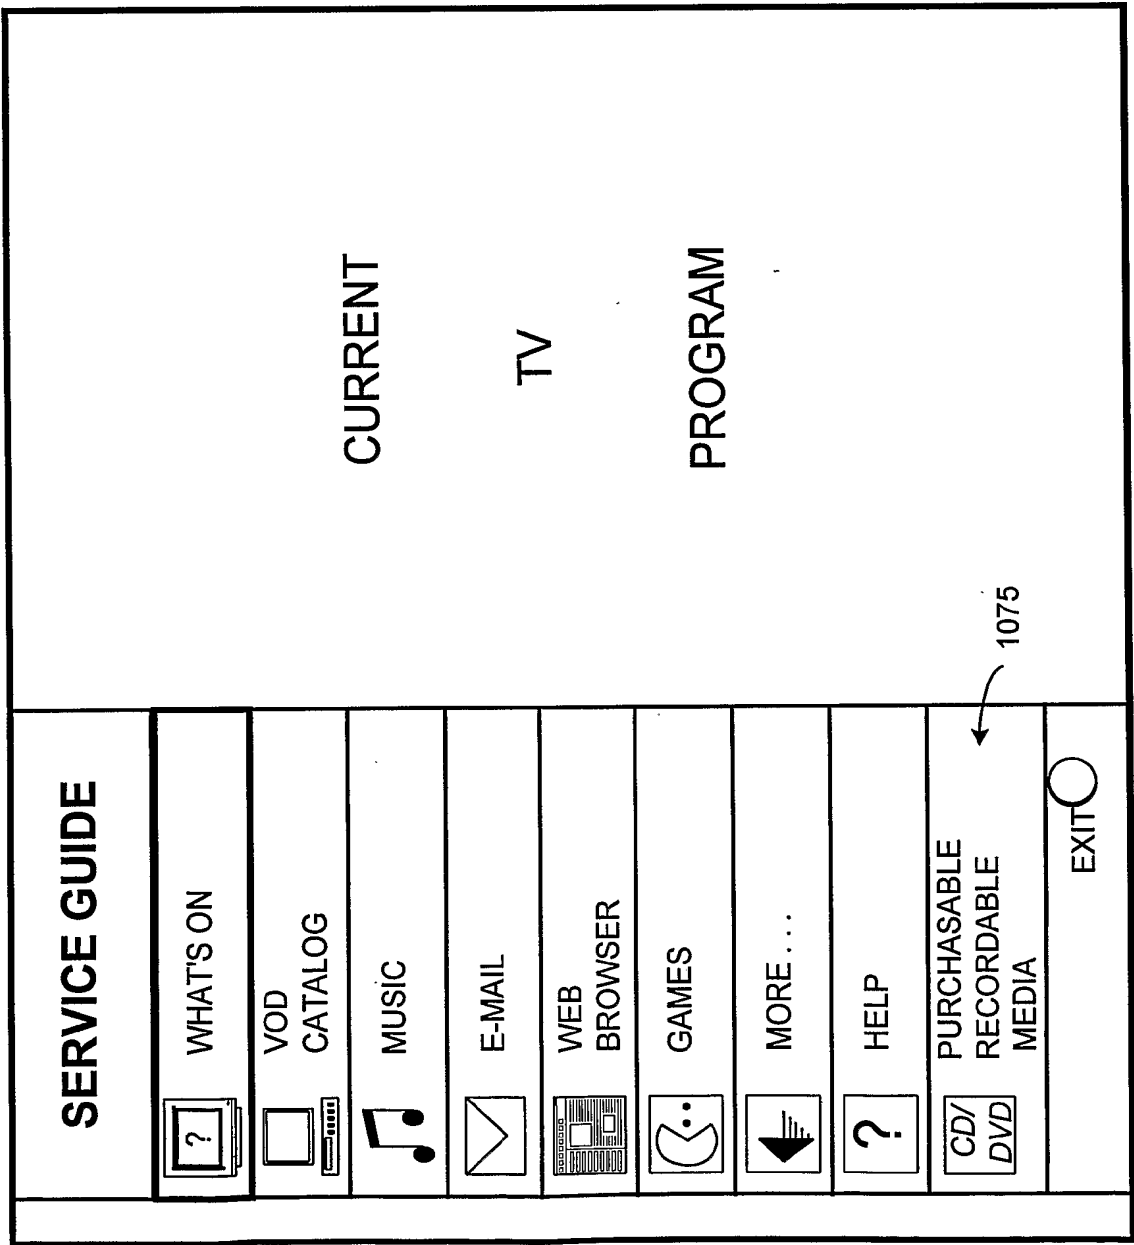 SERVICE GUIDE
?
WHAT'S ON
VOD
CATALOG
MUSIC
E-MAIL
WEB
BROWSER
GAMES
MORE....
?
HELP
CD/
DVD
PURCHASABLE
RECORDABLE
MEDIA
EXIT
1075
CURRENT
TV
PROGRAM